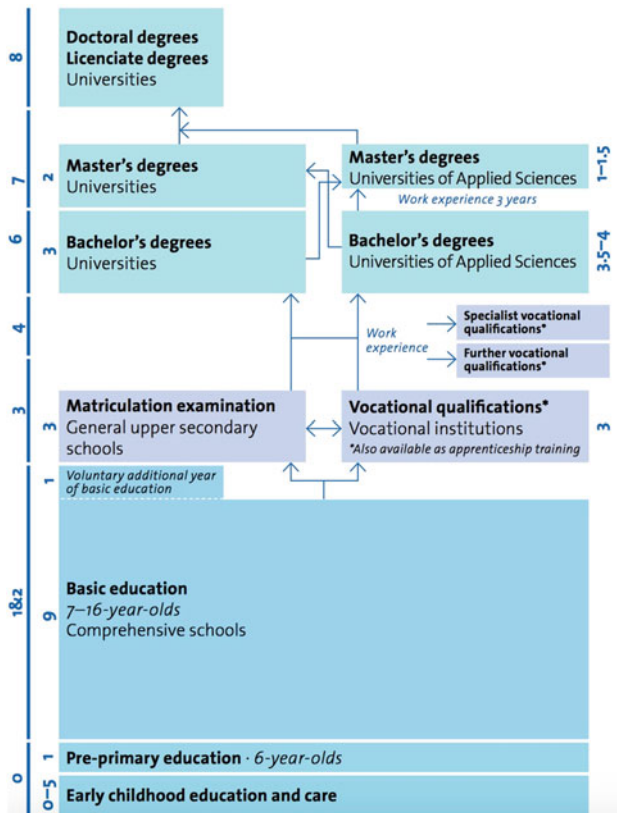 8
Doctoral degrees
Licenciate degrees
Universities
7
2
Master's degrees
Universities
Master's degrees
Universities of Applied Sciences
1–1.5
Work experience 3 years
6
3
Bachelor's degrees
Universities
Bachelor's degrees
Universities of Applied Sciences
3.5–4
4
Work
experience
Specialist vocational
qualifications*
Further vocational
qualifications*
3
3
Matriculation examination
General upper secondary
schools
Vocational qualifications*
Vocational institutions
*Also available as apprenticeship training
3
1
Voluntary additional year
of basic education
1&2
9
Basic education
7–16-year-olds
Comprehensive schools
0
1
Pre-primary education · 6-year-olds
0–5
Early childhood education and care